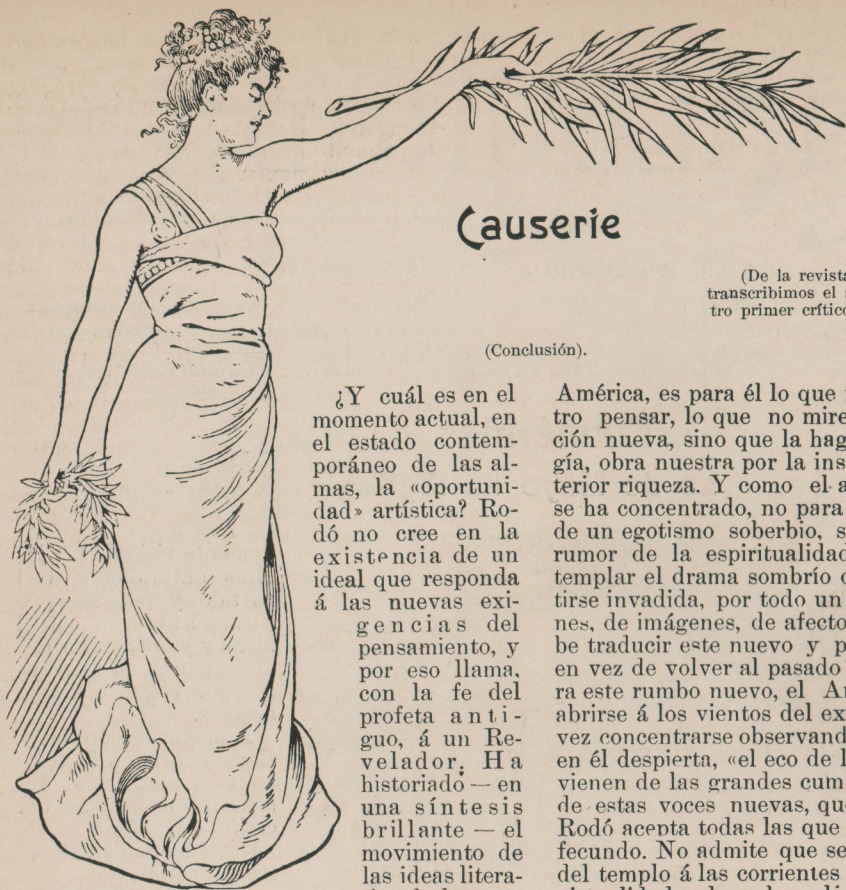 Causerie
(De la revista
transcribimos el
tro primer crítico
(Conclusión).
¿Y cuál es en el
momento actual, en
el estado contem-
poráneo de las al-
mas, la «oportuni-
dad» artística? Ro-
dó no cree en la
existencia de un
ideal que responda
á las nuevas exi-
gencias del
pensamiento, y
por eso llama,
con la fe del
profeta anti-
guo, á un Re-
velador. Ha
historiado — en
una síntesis
brillante — el
movimiento de
las ideas litera-
América, es para él lo que
tro pensar, lo que no mire
ción nueva, sino que la hag
gía, obra nuestra por la ins
terior riqueza. Y como el a
se ha concentrado, no para
de un egotismo soberbio, s
rumor de la espiritualidad
templar el drama sombrío
tirse invadida, por todo un
nes, de imágenes, de afecto
be traducir este nuevo y p
en vez de volver al pasado
ra este rumbo nuevo, el A
abrirse á los vientos del ex
vez concentrarse observand
en él despierta, «el eco de l
vienen de las grandes cum
de estas voces nuevas, que
Rodó acepta todas las que
fecundo. No admite que se
del templo á las corrientes